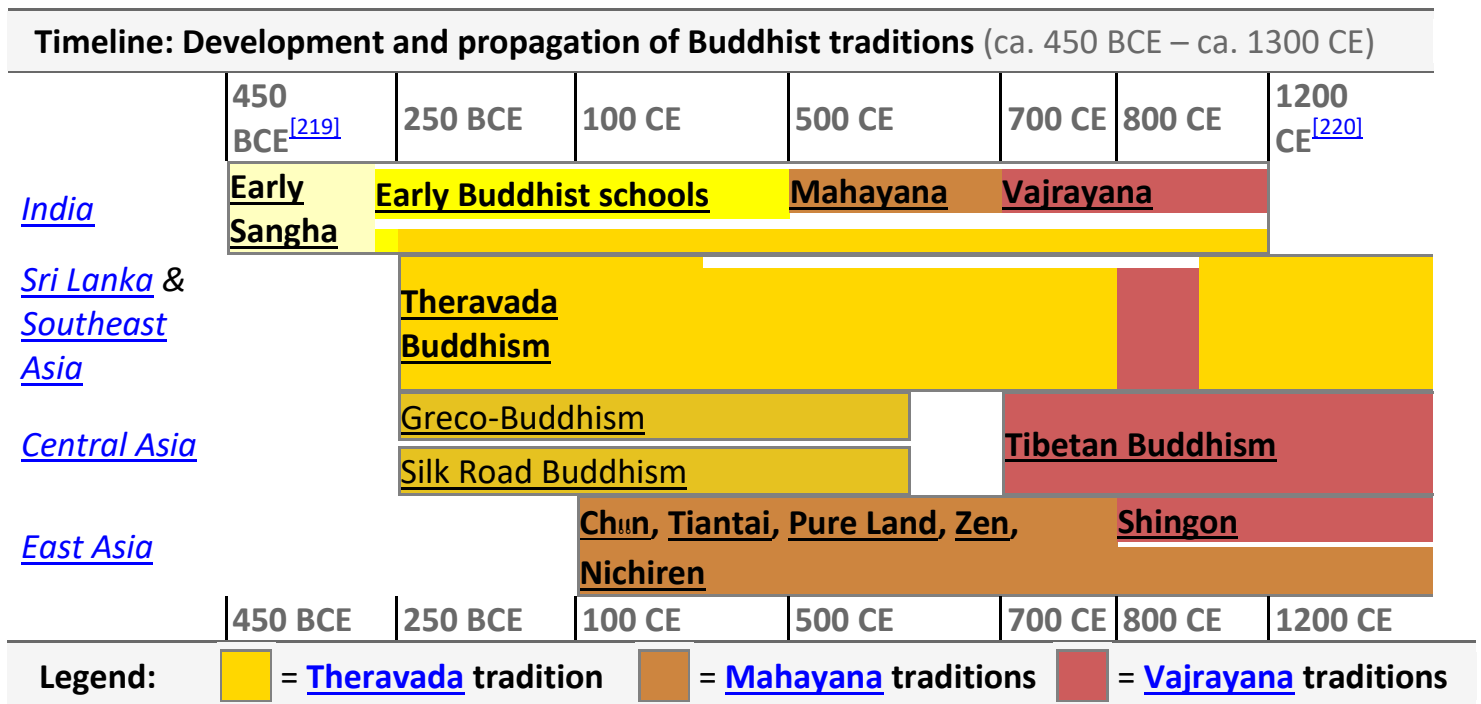 Timeline: Development and propagation of Buddhist traditions (ca. 450 BCE – ca. 1300 CE)
450
BCE[219]
250 BCE
100 CE
500 CE
700 CE
800 CE
1200
CE[220]
India
Early
Sangha
Early Buddhist schools
Mahayana
Vajrayana
Sri Lanka &
Southeast
Asia
Theravada
Buddhism
Central Asia
Greco-Buddhism
Silk Road Buddhism
Tibetan Buddhism
East Asia
Tiantai, Pure Land, Zen,
Nichiren
Shingon
450 BCE 250 BCE 100 CE 500 CE 700 CE 800 CE 1200 CE
Legend: = Theravada tradition = Mahayana traditions = Vajrayana traditions